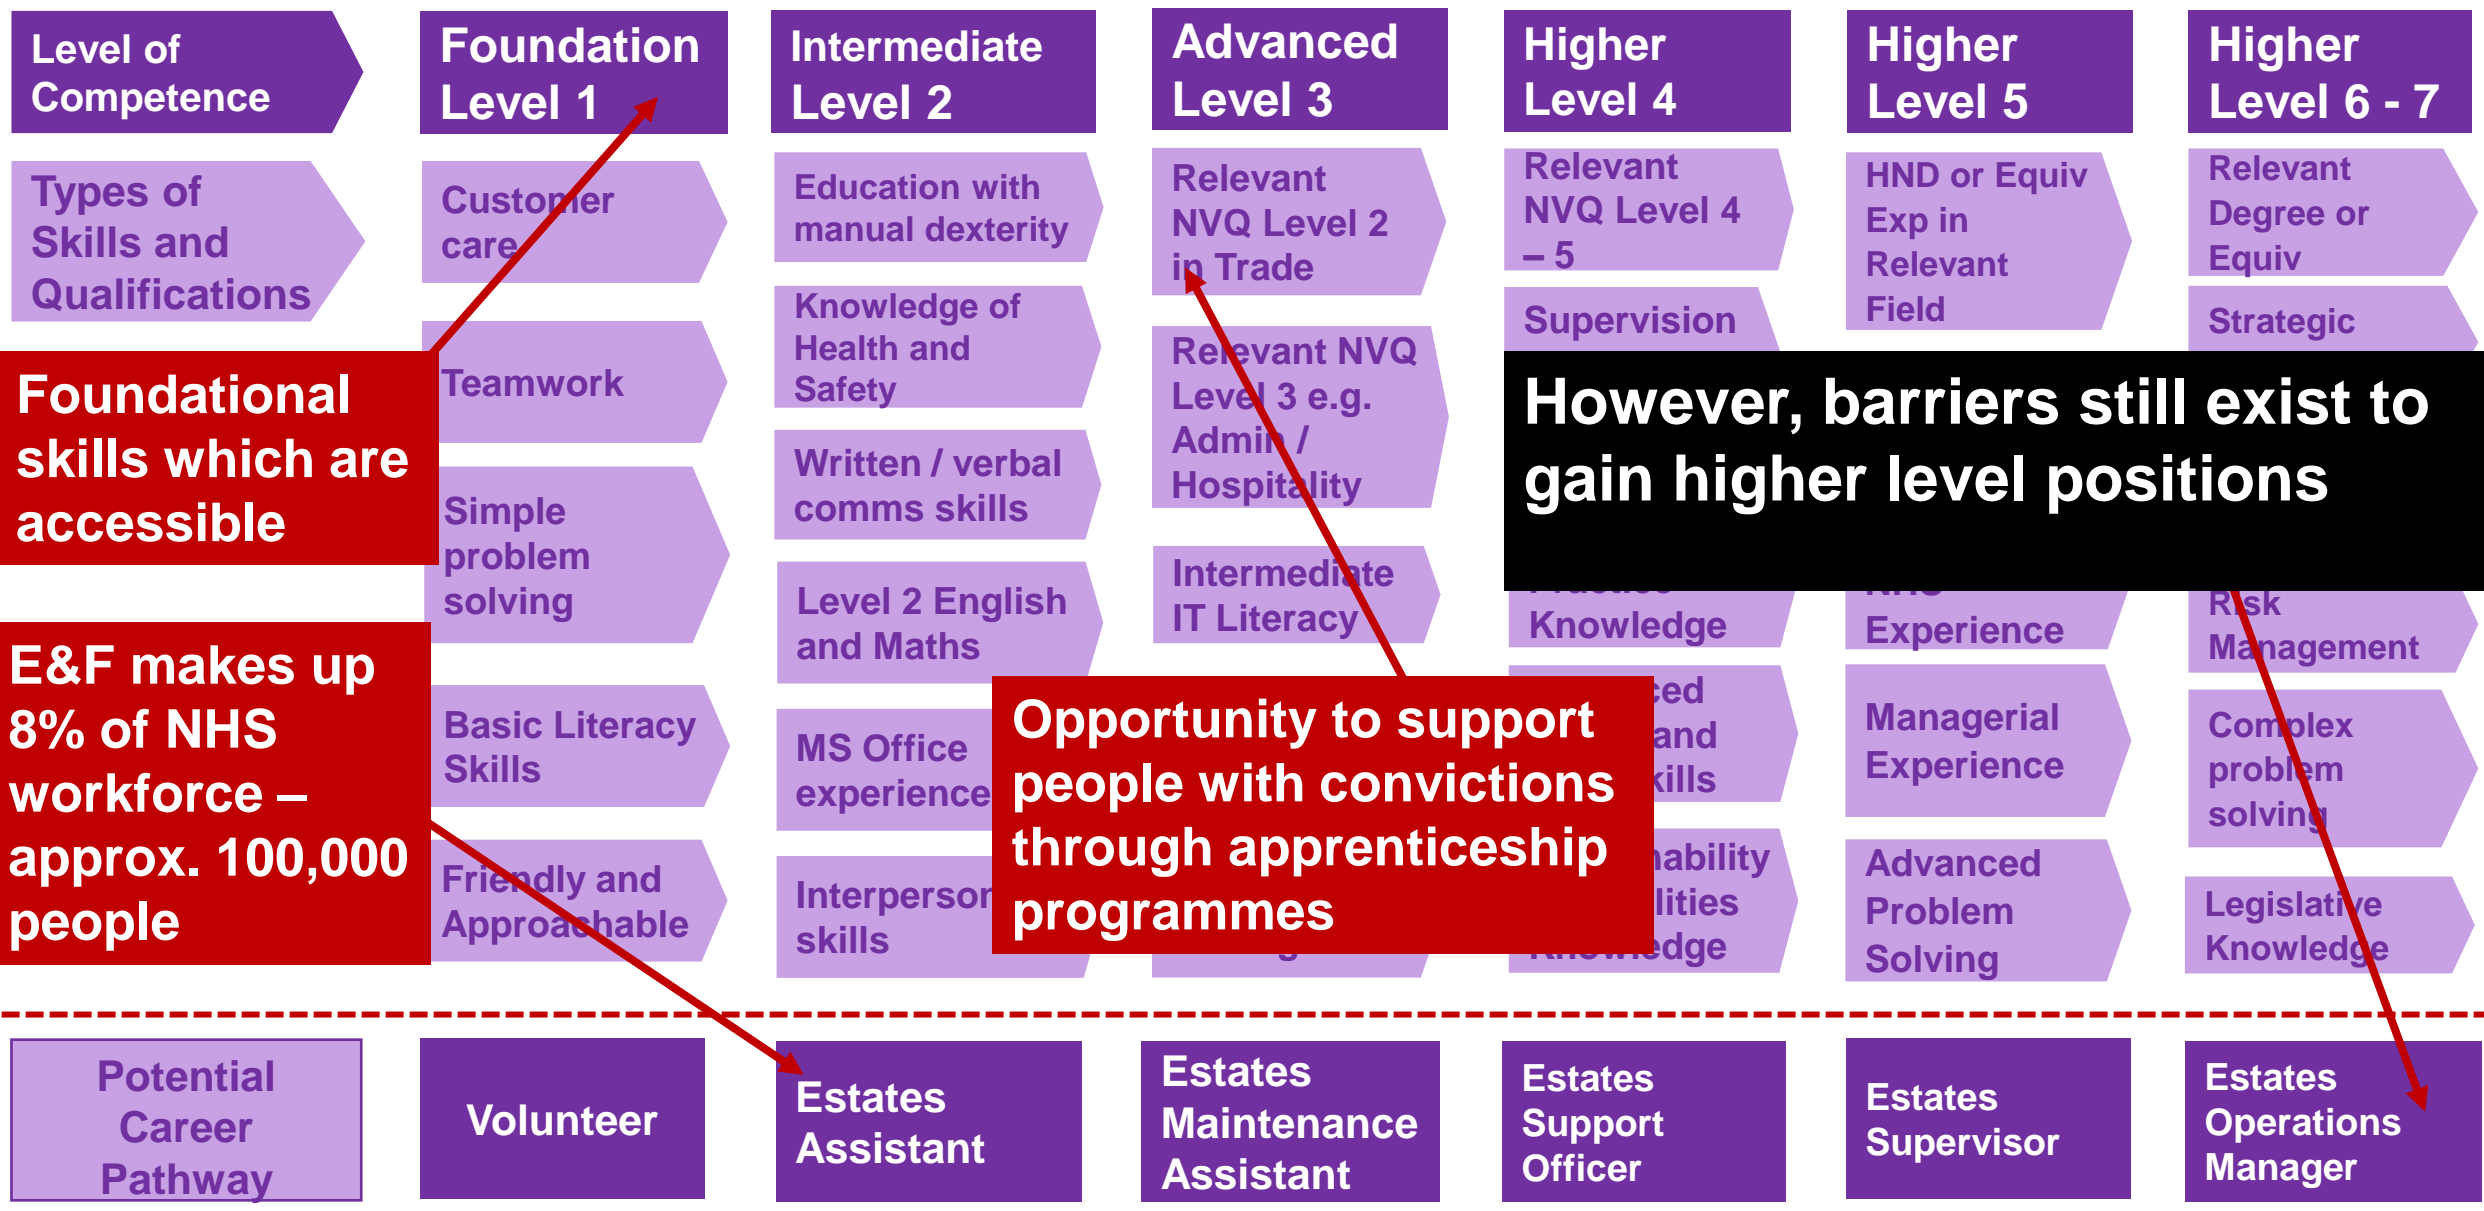 Level of
Competence
Foundation
Level 1
Intermediate
Level 2
Advanced
Level 3
Higher
Level 4
Higher
Level 5
Higher
Level 6 - 7
Types of
Skills and
Qualifications
Customer
care
Teamwork
Simple
problem
solving
Basic Literacy
Skills
Friendly and
Approachable
Education with
manual dexterity
Knowledge of
Health and
Safety
Written / verbal
comms skills
Level 2 English
and Maths
MS Office
experience
skills
Relevant
NVQ Level 2
in Trade
Relevant NVQ
Level 3 e.g.
Admin /
Hospitality
Intermediate
IT Literacy
Relevant
NVQ Level 4
– 5
Supervision
Knowledge
and
HND or Equiv
Exp in
Relevant
Field
Experience
Managerial
Experience
Advanced
Problem
Solving
Relevant
Degree or
Equiv
Strategic
Risk
Management
Complex
problem
solving
Legislative
Knowledge
Foundational
skills which are
accessible
E&F makes up
8% of NHS
workforce –
approx. 100,000
people
Opportunity to support
people with convictions
through apprenticeship
programmes
However, barriers still exist to
gain higher level positions
Potential
Career
Pathway
Volunteer
Estates
Assistant
Estates
Maintenance
Assistant
Estates
Support
Officer
Estates
Supervisor
Estates
Operations
Manager